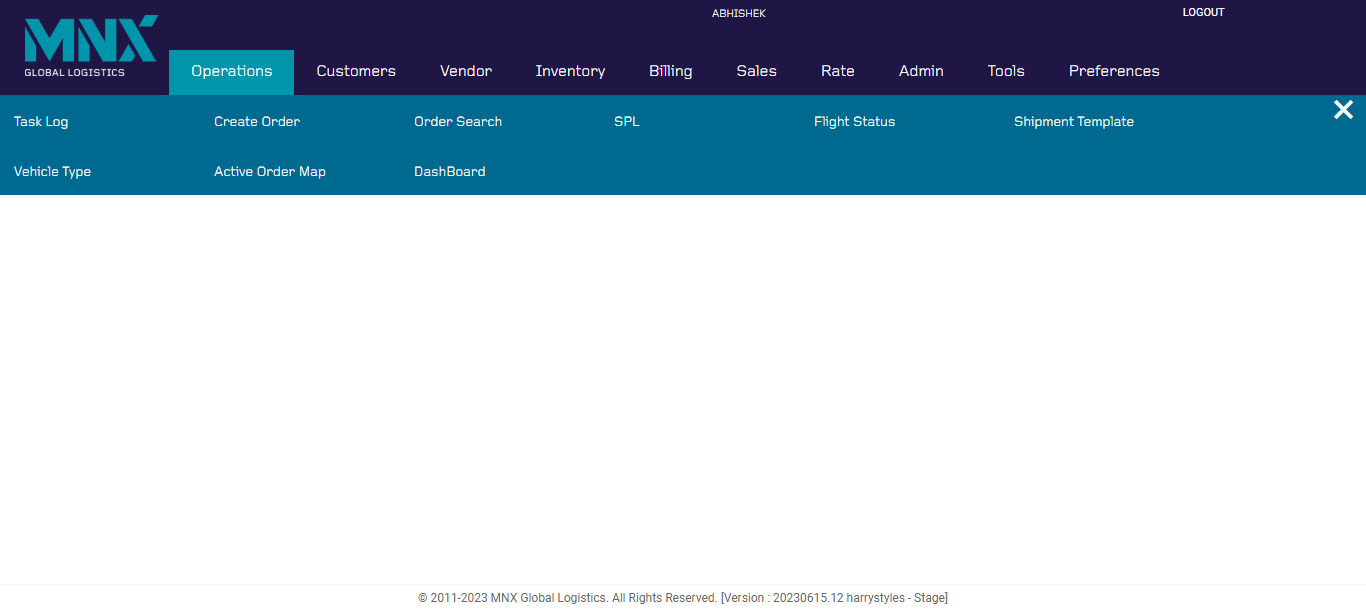 ABHISHEK LOGOUT
MNX
GLOBAL LOGISTICS
Operations Customers Vendor Inventory Billing Sales Rate Admin Tools Preferences
Task Log Create Order Order Search SPL Flight Status Shipment Template
Vehicle Type Active Order Map DashBoard
© 2011-2023 MNX Global Logistics. All Rights Reserved. [Version : 20230615.12 harrystyles - Stage]